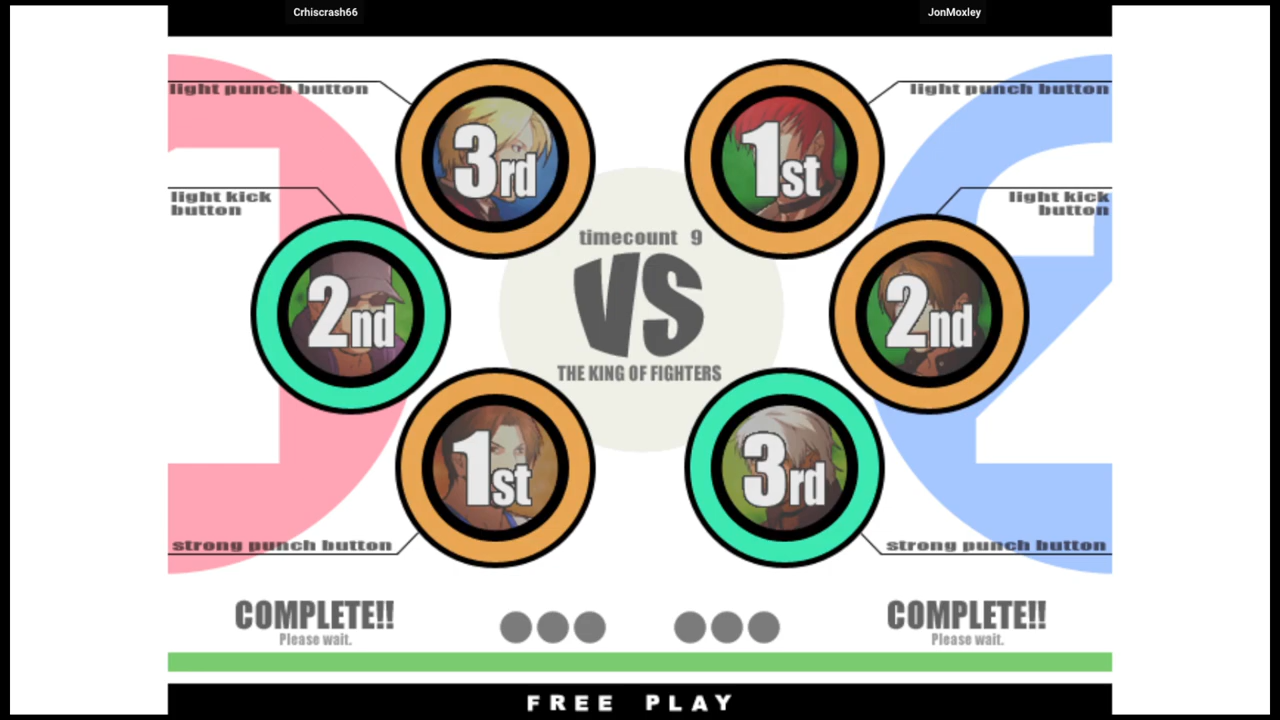 Crhiscrash66
JonMoxley
light punch button
light punch button
3rd
1st
light kick
button
light kick
button
timecount 9
VS
THE KING OF FIGHTERS
2nd
2nd
1st
3rd
strong punch button
strong punch button
COMPLETE!!
Please wait.
COMPLETE!!
Please wait.
FREE PLAY
1
2